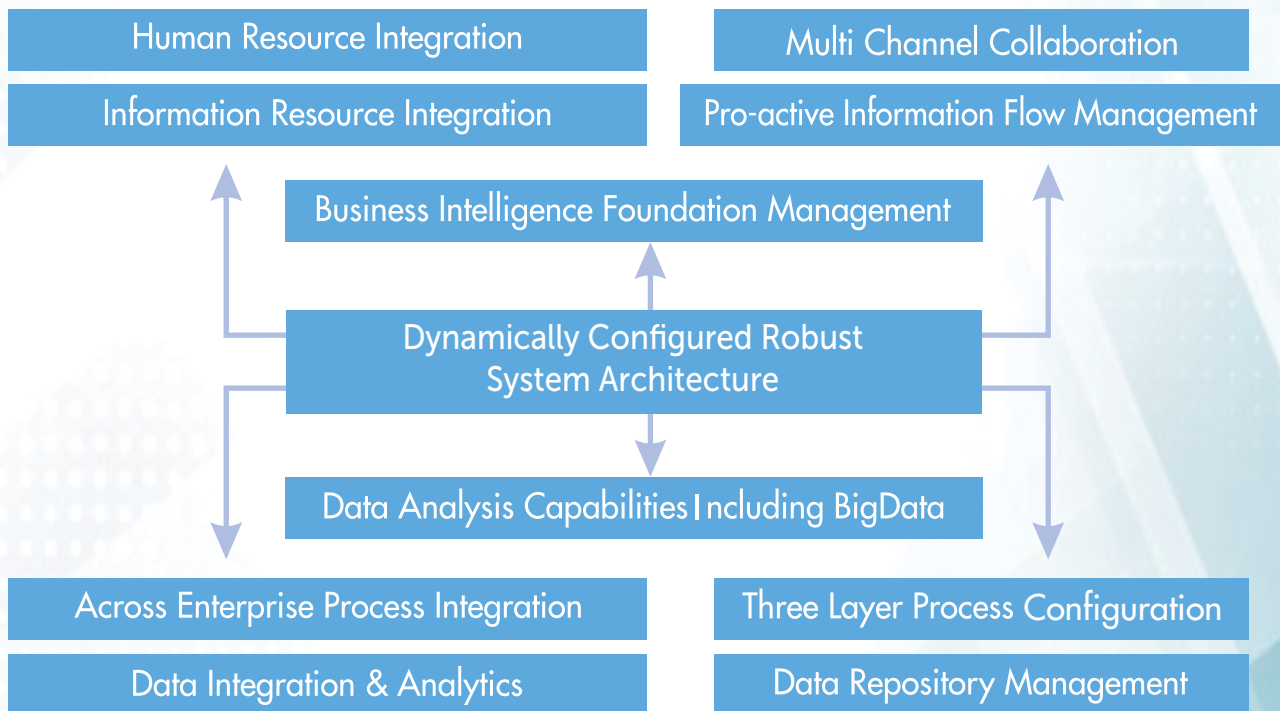 Human Resource Integration
Multi Channel Collaboration
Information Resource Integration
Pro-active Information Flow Management
Business Intelligence Foundation Management
Dynamically Configured Robust
System Architecture
Data Analysis Capabilities Including BigData
Across Enterprise Process Integration
Three Layer Process Configuration
Data Integration & Analytics
Data Repository Management